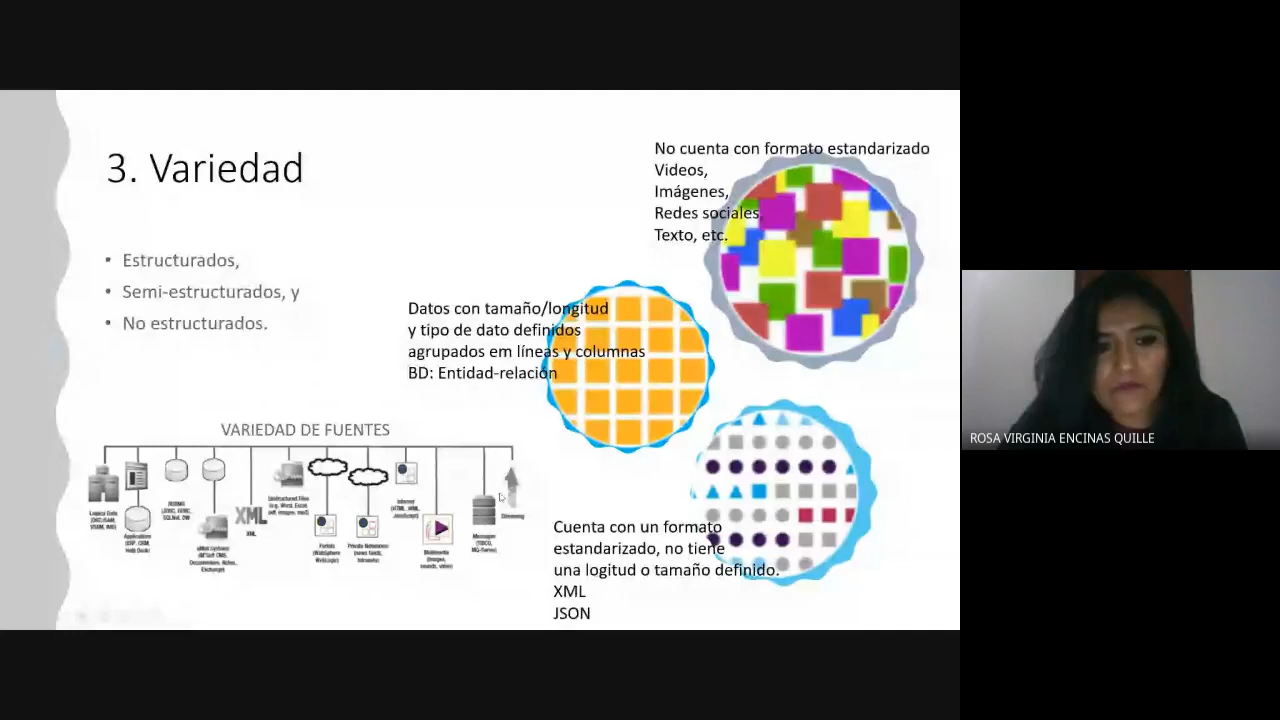 3. Variedad
• Estructurados,
• Semi-estructurados, y
• No estructurados.
No cuenta con formato estandarizado
Videos,
Imágenes,
Redes sociales,
Texto, etc.
Datos con tamaño/longitud
y tipo de dato definidos
agrupados em líneas y columnas
BD: Entidad-relación
VARIEDAD DE FUENTES
XML
XML
Cuenta con un formato
estandarizado, no tiene
una logitud o tamaño definido.
XML
JSON
ROSA VIRGINIA ENCINAS QUILLE